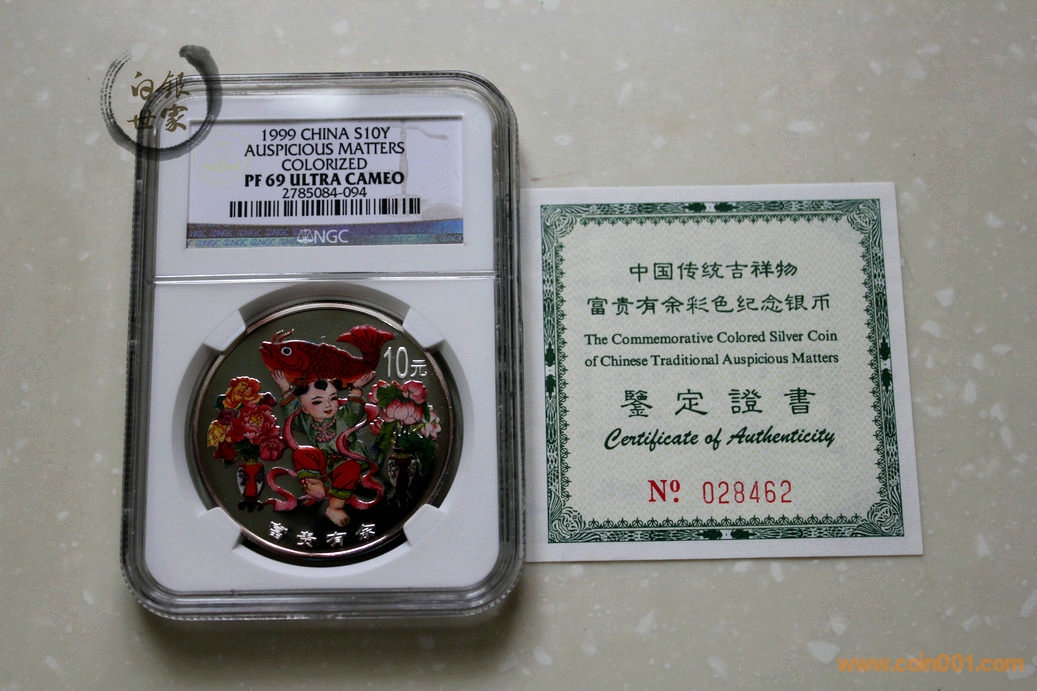 白银
世家
1999 CHINA S10Y
AUSPICIOUS MATTERS
COLORIZED
PF 69 ULTRA CAMEO
2785084-094
NGC
10元
富贵有余
中国传统吉祥物
富贵有余彩色纪念银币
The Commemorative Colored Silver Coin
of Chinese Traditional Auspicious Matters
鑒定證書
Certificate of Authenticity
Nº 028462
www.coin001.com